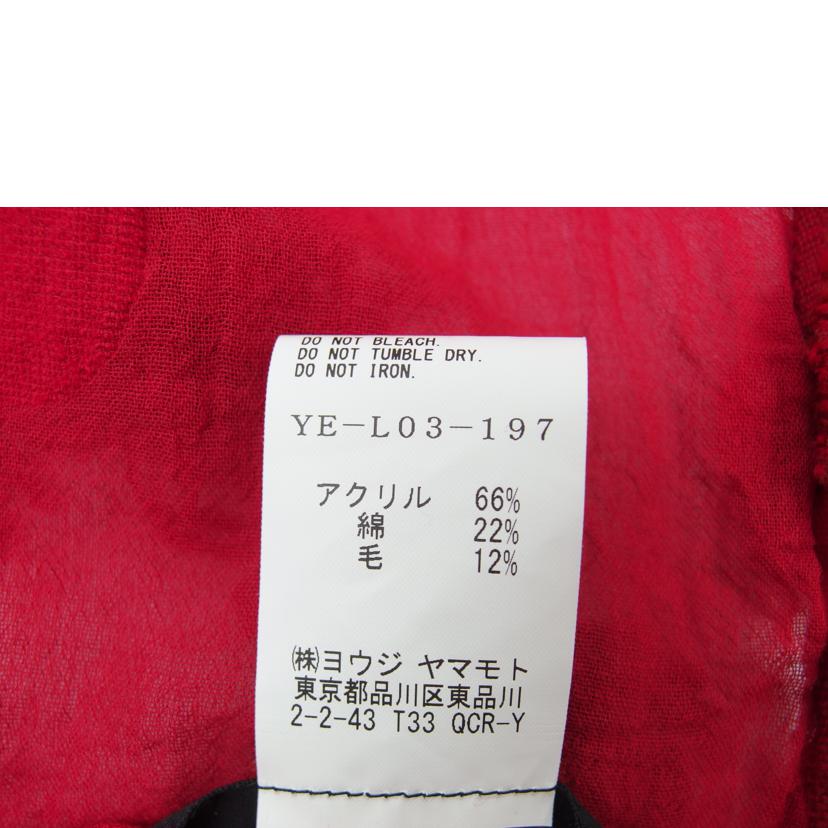 DO NOT BLEACH.
DO NOT TUMBLE DRY.
DO NOT IRON.
YE-L03-197
アクリル 66%
綿 22%
毛 12%
㈱ヨウジ ヤマモト
東京都品川区東品川
2-2-43 T33 QCR-Y